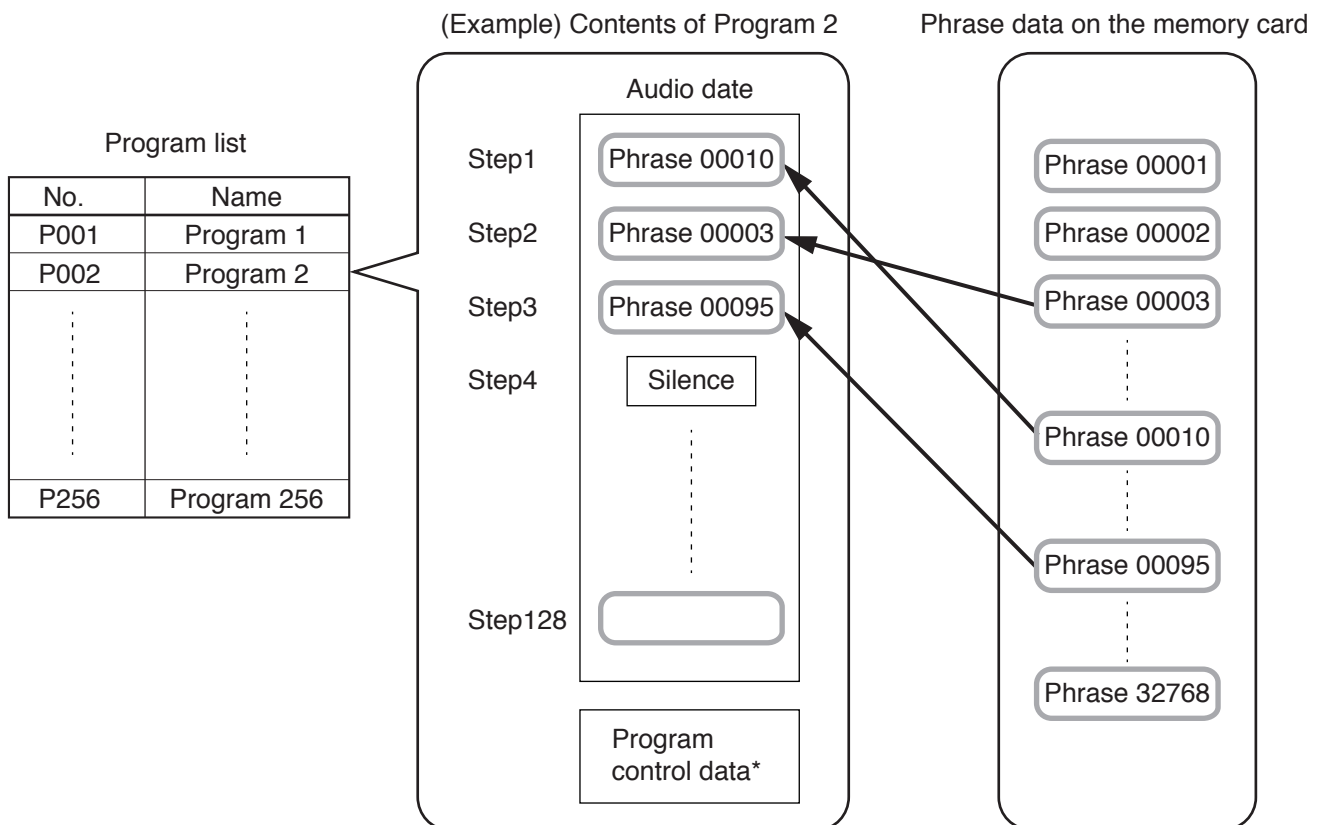 (Example) Contents of Program 2
Phrase data on the memory card
Program list
No. Name
P001 Program 1
P002 Program 2
P256 Program 256
Audio date
Step1 Phrase 00010
Step2 Phrase 00003
Step3 Phrase 00095
Step4 Silence
Step128
Program
control data*
Phrase 00001
Phrase 00002
Phrase 00003
Phrase 00010
Phrase 00095
Phrase 32768